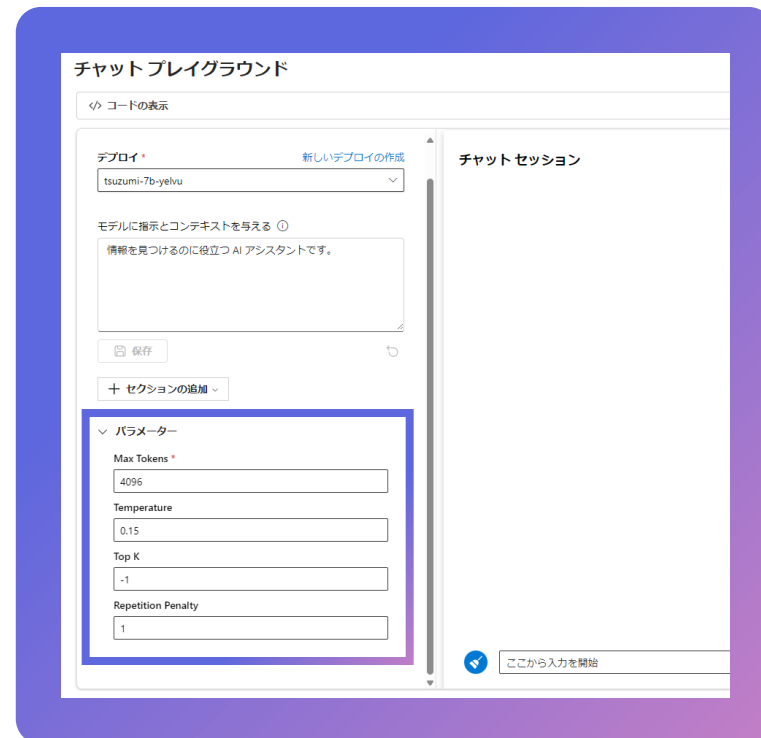 チャット プレイグラウンド
</> コードの表示
デプロイ *
新しいデプロイの作成
tsuzumi-7b-yelvu
モデルに指示とコンテキストを与える
情報を見つけるのに役立つ AI アシスタントです。
保存
セクションの追加
パラメーター
Max Tokens *
4096
Temperature
0.15
Top K
-1
Repetition Penalty
1
チャット セッション
ここから入力を開始